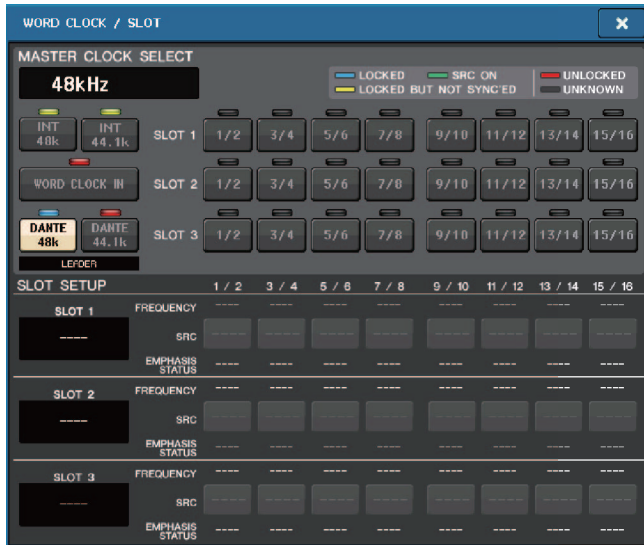 WORD CLOCK / SLOT
MASTER CLOCK SELECT
48kHz
LOCKED SRC ON UNLOCKED
LOCKED BUT NOT SYNC'ED UNKNOWN
INT 48k INT 44.1k SLOT 1 1/2 3/4 5/6 7/8 9/10 11/12 13/14 15/16
WORD CLOCK IN SLOT 2 1/2 3/4 5/6 7/8 9/10 11/12 13/14 15/16
DANTE 48k DANTE 44.1k SLOT 3 1/2 3/4 5/6 7/8 9/10 11/12 13/14 15/16
LEADER
SLOT SETUP 1 / 2 3 / 4 5 / 6 7 / 8 9 / 10 11 / 12 13 / 14 15 / 16
SLOT 1 FREQUENCY ---- ---- ---- ---- ---- ---- ---- ----
---- SRC ---- ---- ---- ---- ---- ---- ---- ----
EMPHASIS STATUS ---- ---- ---- ---- ---- ---- ---- ----
SLOT 2 FREQUENCY ---- ---- ---- ---- ---- ---- ---- ----
---- SRC ---- ---- ---- ---- ---- ---- ---- ----
EMPHASIS STATUS ---- ---- ---- ---- ---- ---- ---- ----
SLOT 3 FREQUENCY ---- ---- ---- ---- ---- ---- ---- ----
---- SRC ---- ---- ---- ---- ---- ---- ---- ----
EMPHASIS STATUS ---- ---- ---- ---- ---- ---- ---- ----